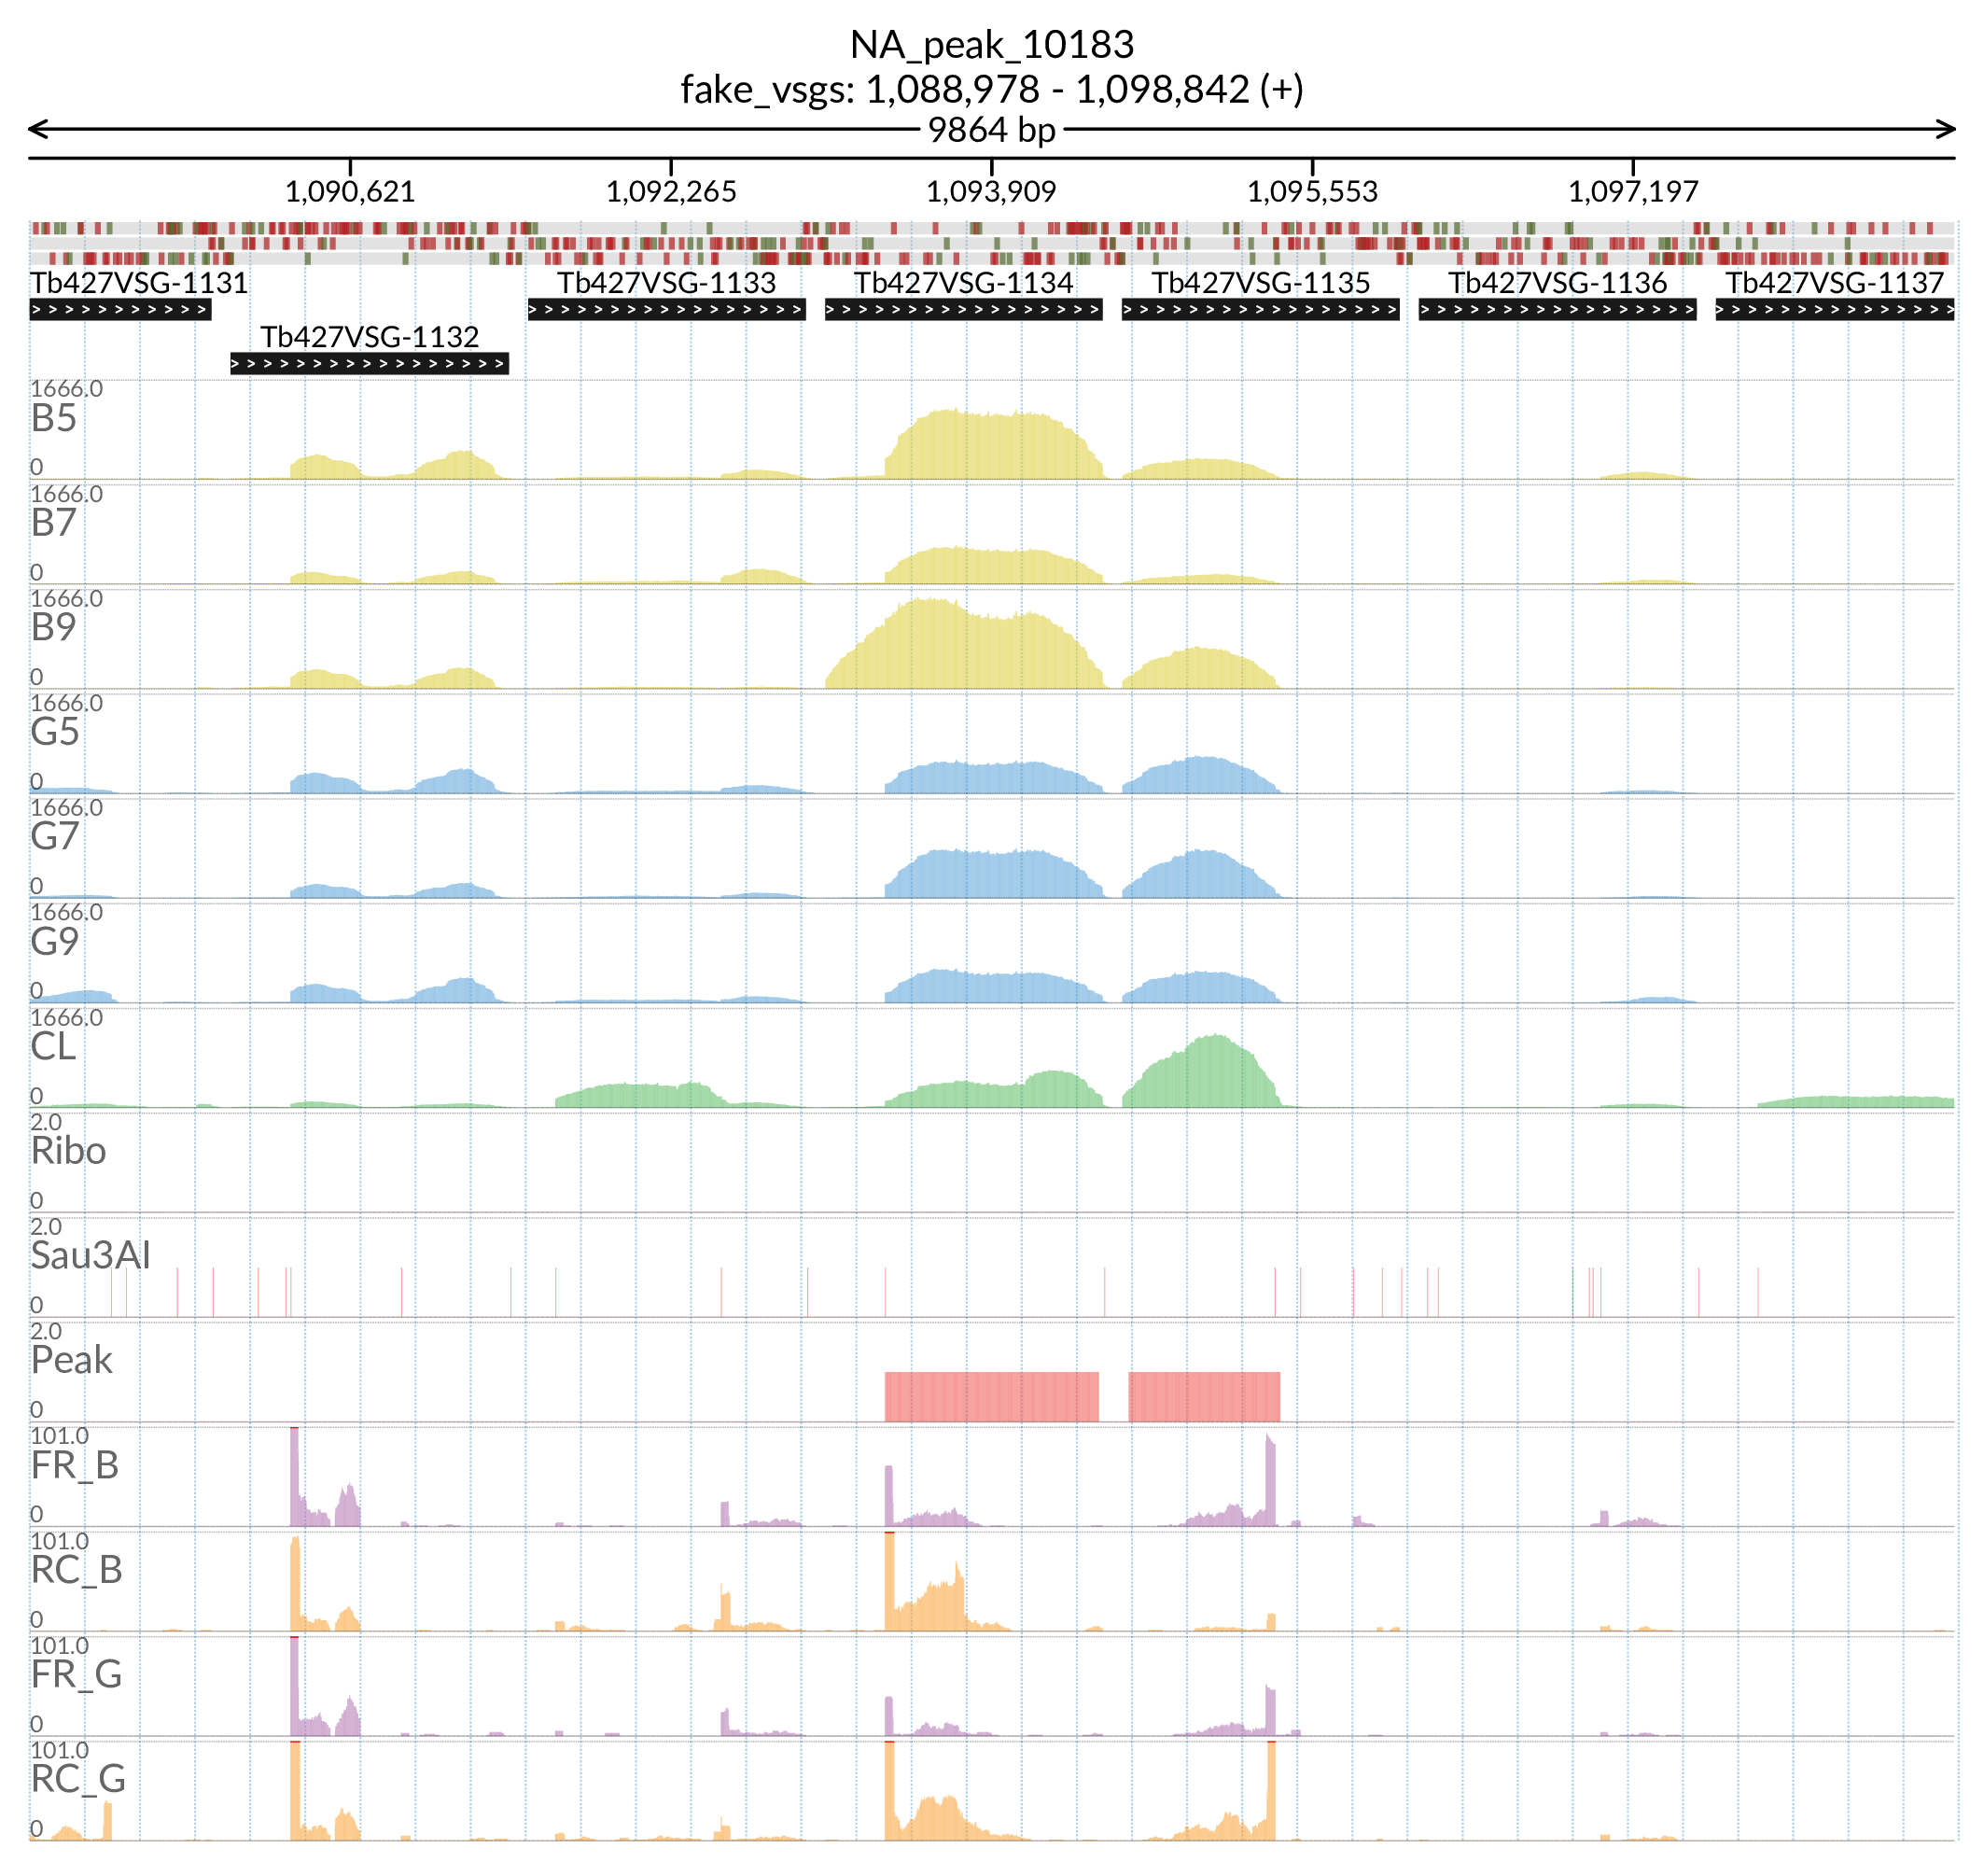 NA_peak_10183
fake_vsgs: 1,088,978 - 1,098,842 (+)
9864 bp
1,090,621 1,092,265 1,093,909 1,095,553 1,097,197
Tb427VSG-1131 Tb427VSG-1133 Tb427VSG-1134 Tb427VSG-1135 Tb427VSG-1136 Tb427VSG-1137
Tb427VSG-1132
1666.0
B5
0
1666.0
B7
0
1666.0
B9
0
1666.0
G5
0
1666.0
G7
0
1666.0
G9
0
1666.0
CL
0
2.0
Ribo
0
2.0
Sau3AI
0
2.0
Peak
0
101.0
FR_B
0
101.0
RC_B
0
101.0
FR_G
0
101.0
RC_G
0